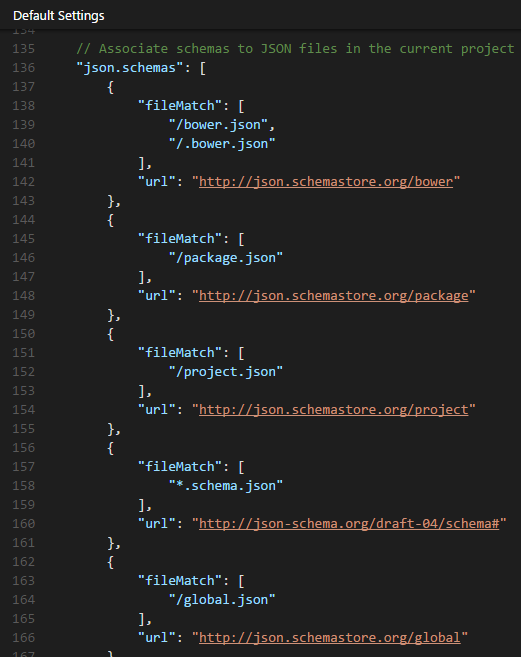 Default Settings
134
135 // Associate schemas to JSON files in the current project
136 "json.schemas": [
137 {
138 "fileMatch": [
139 "/bower.json",
140 "/.bower.json"
141 ],
142 "url": "http://json.schemastore.org/bower"
143 },
144 {
145 "fileMatch": [
146 "/package.json"
147 ],
148 "url": "http://json.schemastore.org/package"
149 },
150 {
151 "fileMatch": [
152 "/project.json"
153 ],
154 "url": "http://json.schemastore.org/project"
155 },
156 {
157 "fileMatch": [
158 "*.schema.json"
159 ],
160 "url": "http://json-schema.org/draft-04/schema#"
161 },
162 {
163 "fileMatch": [
164 "/global.json"
165 ],
166 "url": "http://json.schemastore.org/global"
167 }